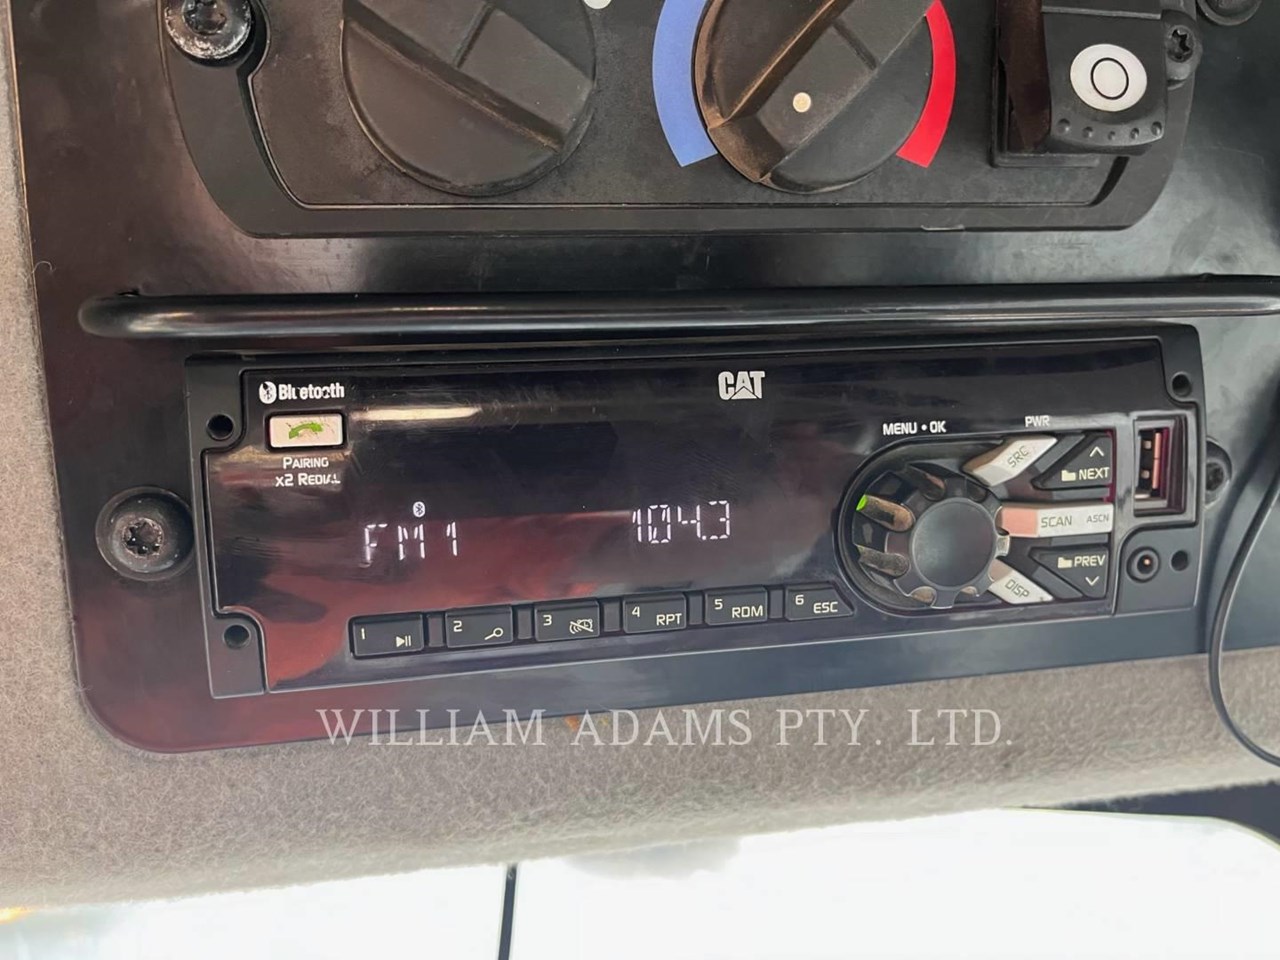 Bluetooth
CAT
MENU • OK
PWR
SRC
NEXT
PAIRING
x2 REDIAL
FM1
104.3
SCAN
ASCN
PREV
DISP
1
2
3
4 RPT
5 RDM
6 ESC
WILLIAM ADAMS PTY. LTD.